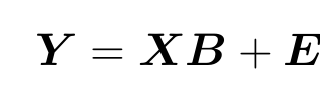 Y = XB + E